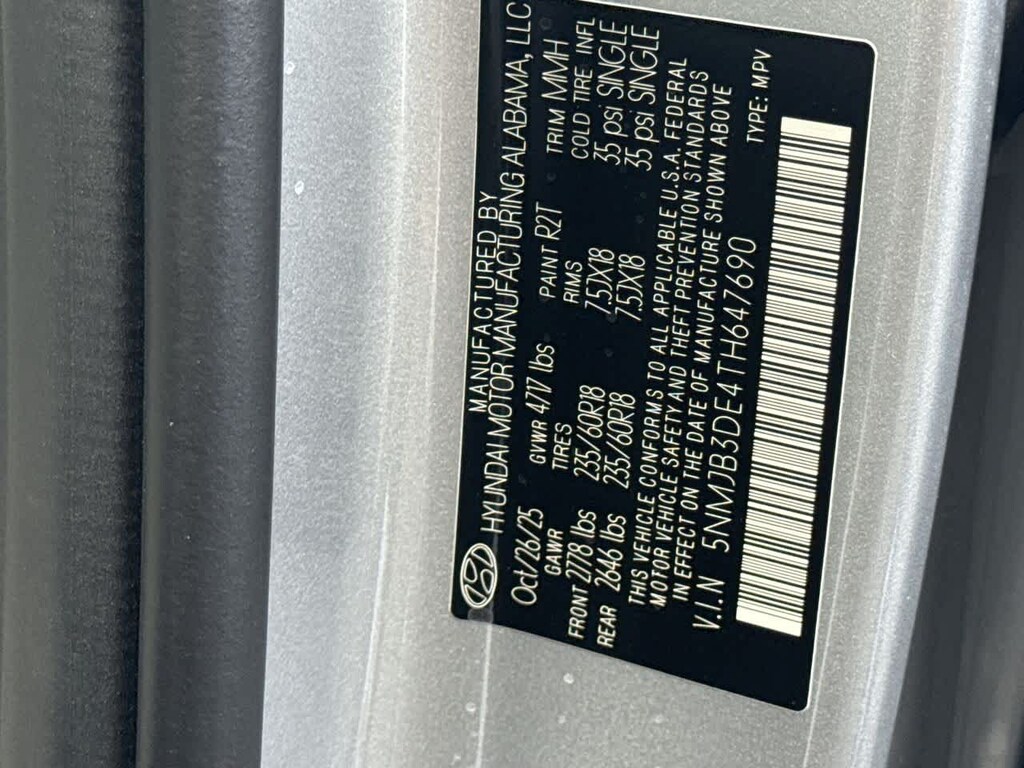 MANUFACTURED BY
HYUNDAI MOTOR MANUFACTURING ALABAMA, LLC
Oct/26/25 GVWR 4717 lbs PAINT R2T TRIM MMH
GAWR TIRES RIMS COLD TIRE INFL
FRONT 2778 lbs 235/60R18 7.5JX18 35 psi SINGLE
REAR 2646 lbs 235/60R18 7.5JX18 35 psi SINGLE
THIS VEHICLE CONFORMS TO ALL APPLICABLE U.S.A. FEDERAL
MOTOR VEHICLE SAFETY AND THEFT PREVENTION STANDARDS
IN EFFECT ON THE DATE OF MANUFACTURE SHOWN ABOVE
V.I.N 5NMJB3DE4TH647690 TYPE: MPV